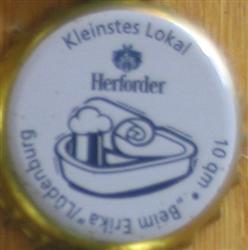 Kleinstes Lokal
Herforder
10 qm * „Beim Erika"/Lüdenburg